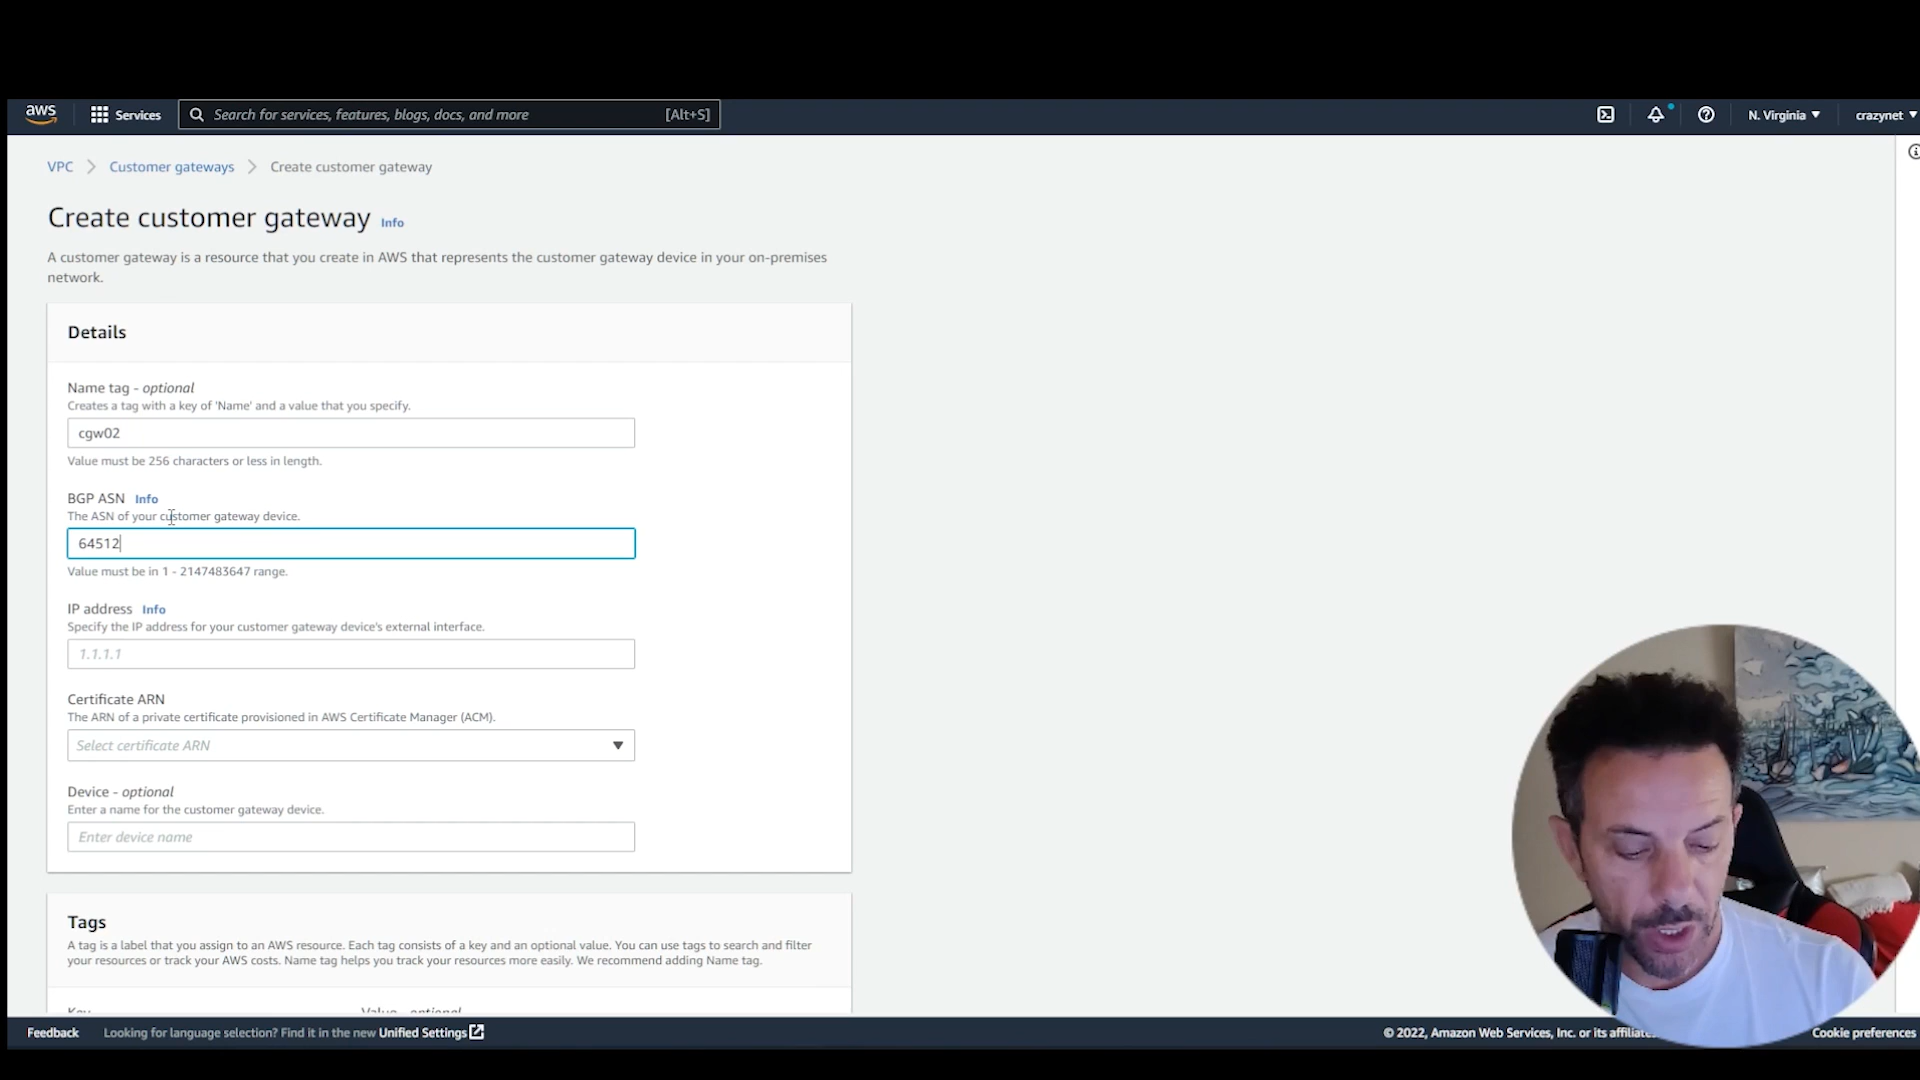 aws
Services
Search for services, features, blogs, docs, and more
[Alt+S]
N. Virginia
crazynet
VPC
Customer gateways
Create customer gateway
Create customer gateway Info
A customer gateway is a resource that you create in AWS that represents the customer gateway device in your on-premises
network.
Details
Name tag - optional
Creates a tag with a key of 'Name' and a value that you specify.
cgw02
Value must be 256 characters or less in length.
BGP ASN Info
The ASN of your customer gateway device.
64512
Value must be in 1 - 2147483647 range.
IP address Info
Specify the IP address for your customer gateway device's external interface.
1.1.1.1
Certificate ARN
The ARN of a private certificate provisioned in AWS Certificate Manager (ACM).
Select certificate ARN
Device - optional
Enter a name for the customer gateway device.
Enter device name
Tags
A tag is a label that you assign to an AWS resource. Each tag consists of a key and an optional value. You can use tags to search and filter
your resources or track your AWS costs. Name tag helps you track your resources more easily. We recommend adding Name tag.
Key
Value - optional
Feedback
Looking for language selection? Find it in the new Unified Settings
© 2022, Amazon Web Services, Inc. or its
Cookie preferences